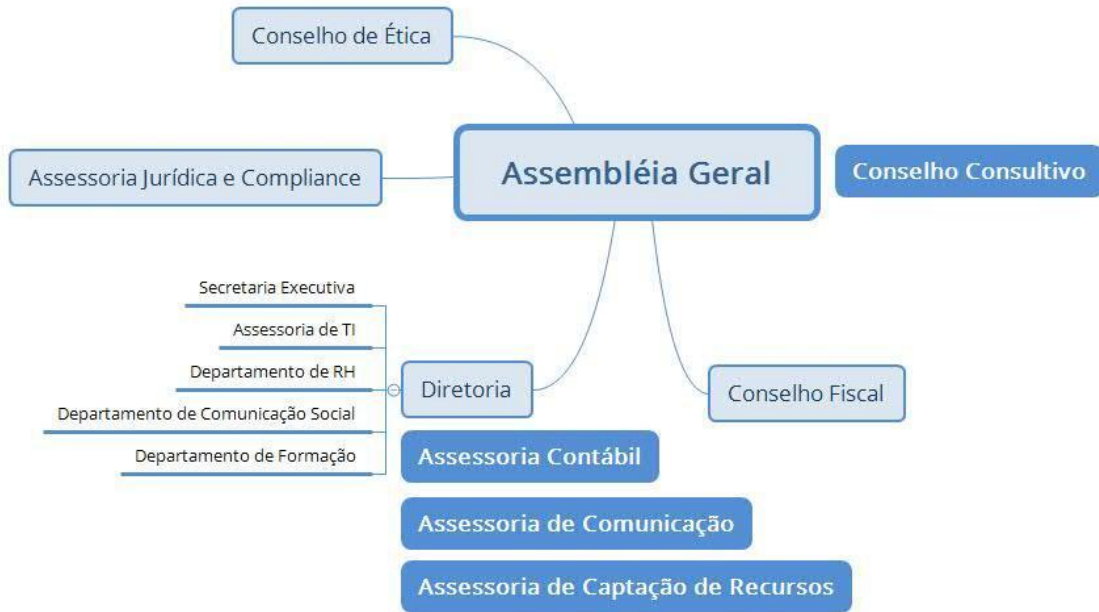 Conselho de Ética
Assembléia Geral
Conselho Consultivo
Assessoria Jurídica e Compliance
Secretaria Executiva
Assessoria de TI
Departamento de RH
Departamento de Comunicação Social
Departamento de Formação
Diretoria
Conselho Fiscal
Assessoria Contábil
Assessoria de Comunicação
Assessoria de Captação de Recursos